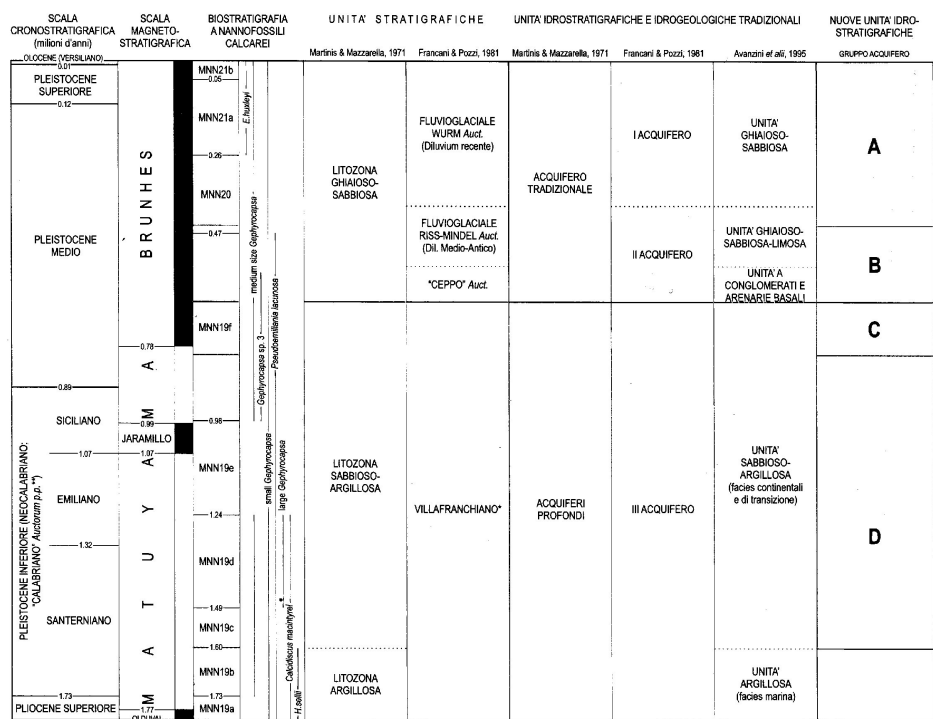 SCALA CRONOSTRATIGRAFICA (milioni d'anni)
SCALA MAGNETO-STRATIGRAFICA
BIOSTRATIGRAFIA A NANNOFOSSILI CALCAREI
UNITA' STRATIGRAFICHE
UNITA' IDROSTRATIGRAFICHE E IDROGEOLOGICHE TRADIZIONALI
NUOVE UNITA' IDRO-STRATIGRAFICHE
Martinis & Mazzarella, 1971
Francani & Pozzi, 1981
Martinis & Mazzarella, 1971
Francani & Pozzi, 1981
Avanzini et alii, 1995
GRUPPO ACQUIFERO
OLOCENE (VERSILIANO)
0.01
PLEISTOCENE SUPERIORE
0.12
PLEISTOCENE MEDIO
0.89
PLEISTOCENE INFERIORE (NEOCALABRIANO:
"CALABRIANO" Auctorum p.p.**)
SICILIANO
1.07
EMILIANO
1.32
SANTERNIANO
1.73
PLIOCENE SUPERIORE
BRUNHES
0.78
MATUYAMA
0.99
JARAMILLO
1.07
1.77
OLDUVAI
M
MNN21b
0.05
MNN21a
0.26
MNN20
0.47
MNN19f
0.98
MNN19e
1.24
MNN19d
1.49
MNN19c
1.60
MNN19b
1.73
MNN19a
E.huxleyi
medium size Gephyrocapsa
Gephyrocapsa sp. 3
Pseudoemiliania lacunosa
small Gephyrocapsa
large Gephyrocapsa
Calcidiscus macintyrei
H.sellii
LITOZONA GHIAIOSO-SABBIOSA
LITOZONA SABBIOSO-ARGILLOSA
LITOZONA ARGILLOSA
FLUVIOGLACIALE WURM Auct. (Diluvium recente)
FLUVIOGLACIALE RISS-MINDEL Auct. (Dil. Medio-Antico)
"CEPPO" Auct.
VILLAFRANCHIANO*
ACQUIFERO TRADIZIONALE
ACQUIFERI PROFONDI
I ACQUIFERO
II ACQUIFERO
III ACQUIFERO
UNITA' GHIAIOSO-SABBIOSA
UNITA' GHIAIOSO-SABBIOSA-LIMOSA
UNITA' A CONGLOMERATI E ARENARIE BASALI
UNITA' SABBIOSO-ARGILLOSA (facies continentali e di transizione)
UNITA' ARGILLOSA (facies marina)
A
B
C
D